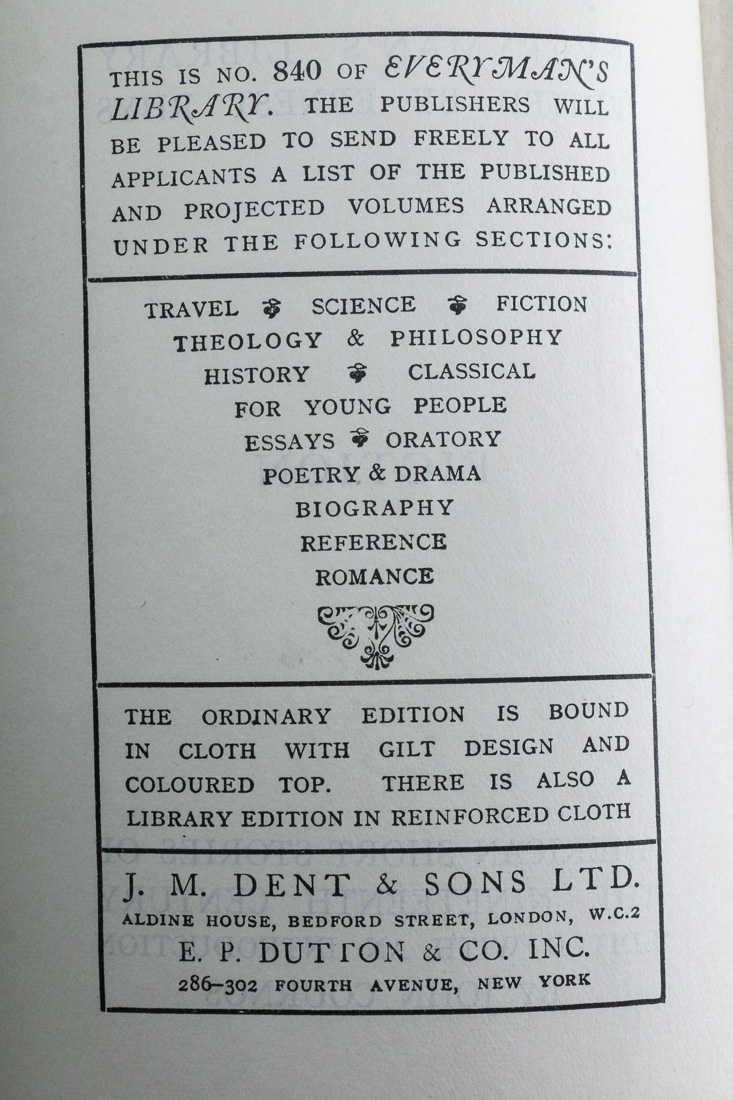 THIS IS NO. 840 OF EVERYMAN'S
LIBRARY. THE PUBLISHERS WILL
BE PLEASED TO SEND FREELY TO ALL
APPLICANTS A LIST OF THE PUBLISHED
AND PROJECTED VOLUMES ARRANGED
UNDER THE FOLLOWING SECTIONS:
TRAVEL SCIENCE FICTION
THEOLOGY & PHILOSOPHY
HISTORY CLASSICAL
FOR YOUNG PEOPLE
ESSAYS ORATORY
POETRY & DRAMA
BIOGRAPHY
REFERENCE
ROMANCE
THE ORDINARY EDITION IS BOUND
IN CLOTH WITH GILT DESIGN AND
COLOURED TOP. THERE IS ALSO A
LIBRARY EDITION IN REINFORCED CLOTH
J. M. DENT & SONS LTD.
ALDINE HOUSE, BEDFORD STREET, LONDON, W.C.2
E. P. DUTTON & CO. INC.
286-302 FOURTH AVENUE, NEW YORK